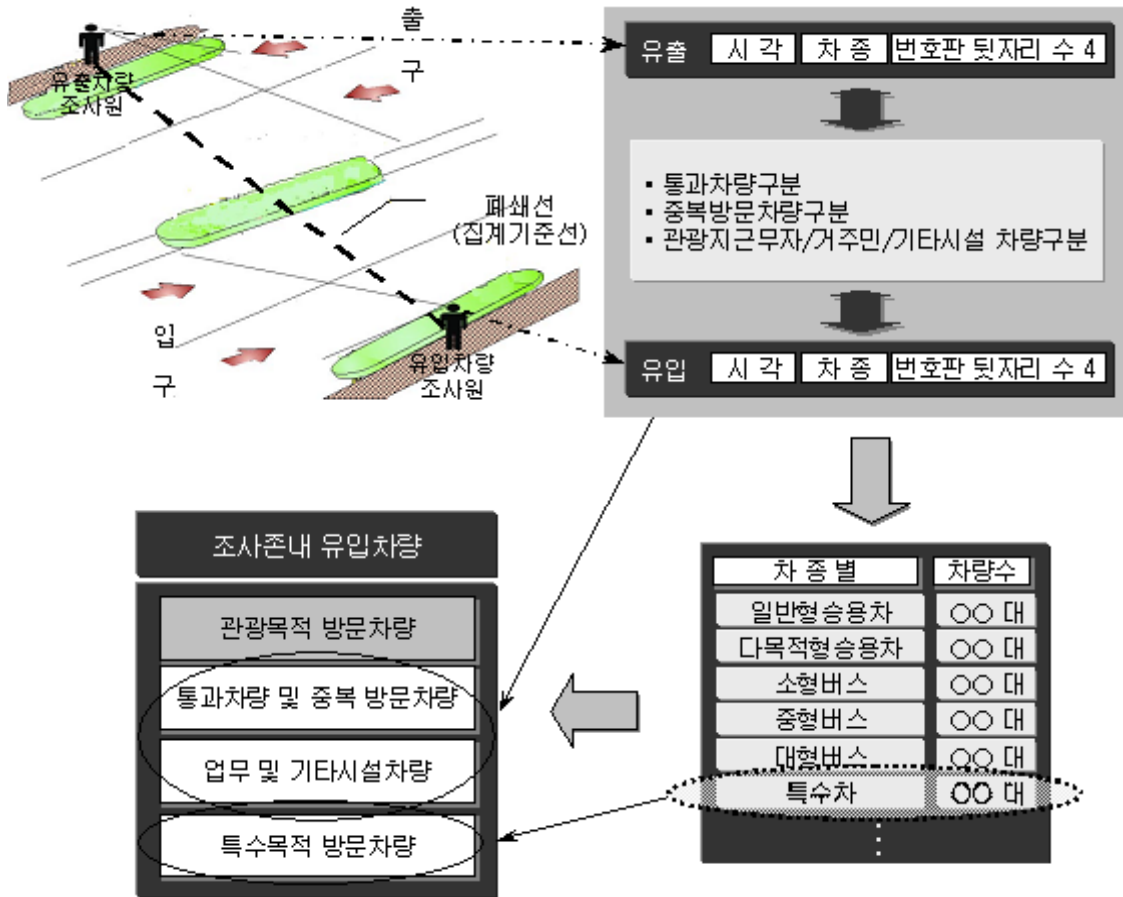 출
구
유출차량
조사원
폐쇄선
(집계기준선)
입
구
유입차량
조사원
유출 시 각 차 종 번호판 뒷자리 수 4
▪ 통과차량구분
▪ 중복방문차량구분
▪ 관광지근무자/거주민/기타시설 차량구분
유입 시 각 차 종 번호판 뒷자리 수 4
조사존내 유입차량
관광목적 방문차량
통과차량 및 중복 방문차량
업무 및 기타시설차량
특수목적 방문차량
차 종 별 차량수
일반형승용차 ○○ 대
다목적형승용차 ○○ 대
소형버스 ○○ 대
중형버스 ○○ 대
대형버스 ○○ 대
특수차 ○○ 대
⋮